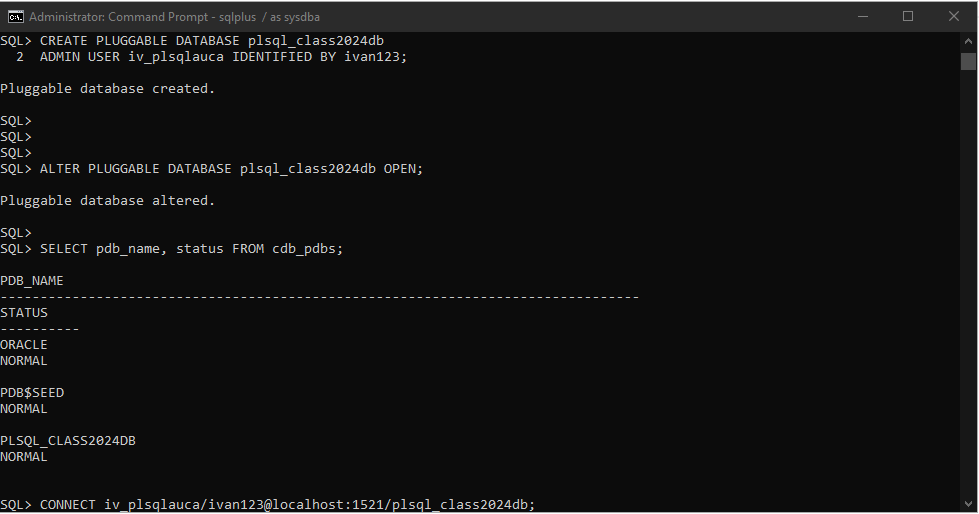 Administrator: Command Prompt - sqlplus / as sysdba
SQL> CREATE PLUGGABLE DATABASE plsql_class2024db
  2  ADMIN USER iv_plsqlauca IDENTIFIED BY ivan123;
Pluggable database created.
SQL>
SQL>
SQL>
SQL> ALTER PLUGGABLE DATABASE plsql_class2024db OPEN;
Pluggable database altered.
SQL>
SQL> SELECT pdb_name, status FROM cdb_pdbs;
PDB_NAME
--------------------------------------------------------------------------------
STATUS
----------
ORACLE
NORMAL
PDB$SEED
NORMAL
PLSQL_CLASS2024DB
NORMAL
SQL> CONNECT iv_plsqlauca/ivan123@localhost:1521/plsql_class2024db;